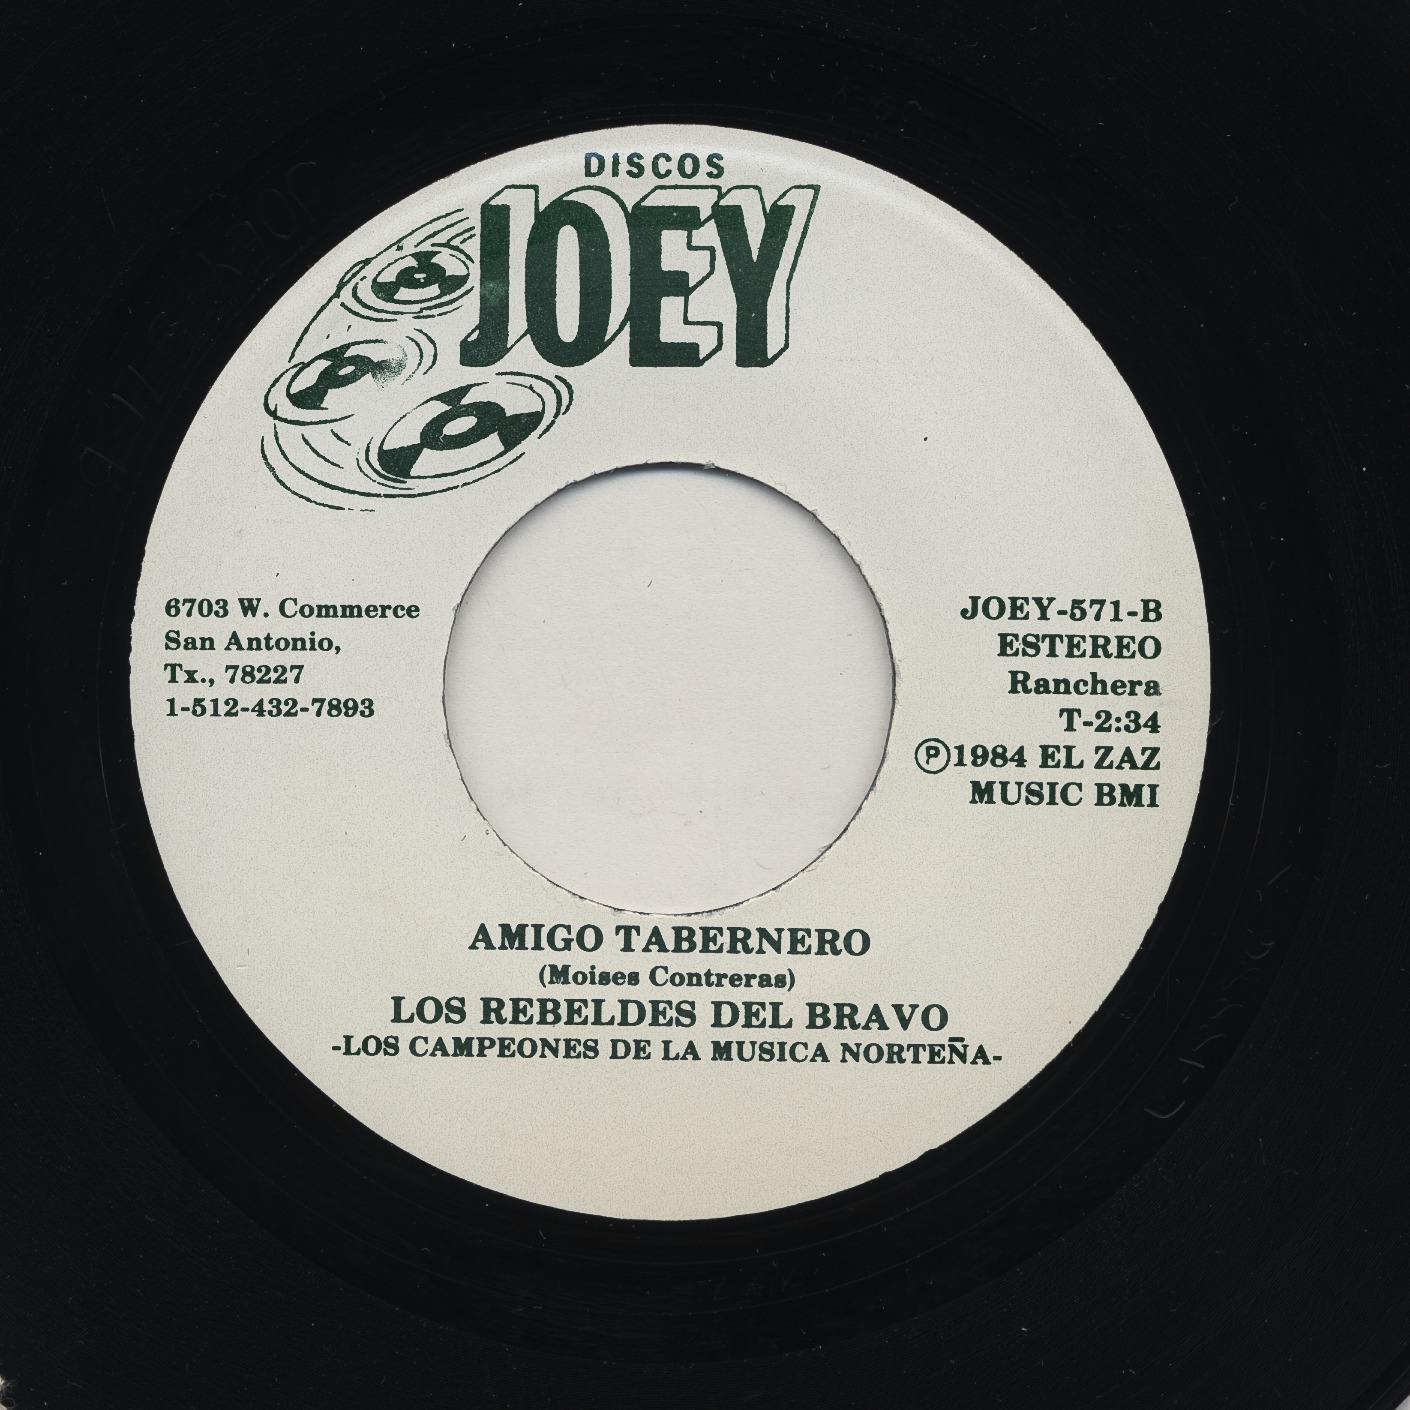 DISCOS
JOEY
6703 W. Commerce
San Antonio,
Tx., 78227
1-512-432-7893
JOEY-571-B
ESTEREO
Ranchera
T-2:34
Ⓟ1984 EL ZAZ
MUSIC BMI
AMIGO TABERNERO
(Moises Contreras)
LOS REBELDES DEL BRAVO
-LOS CAMPEONES DE LA MUSICA NORTEÑA-